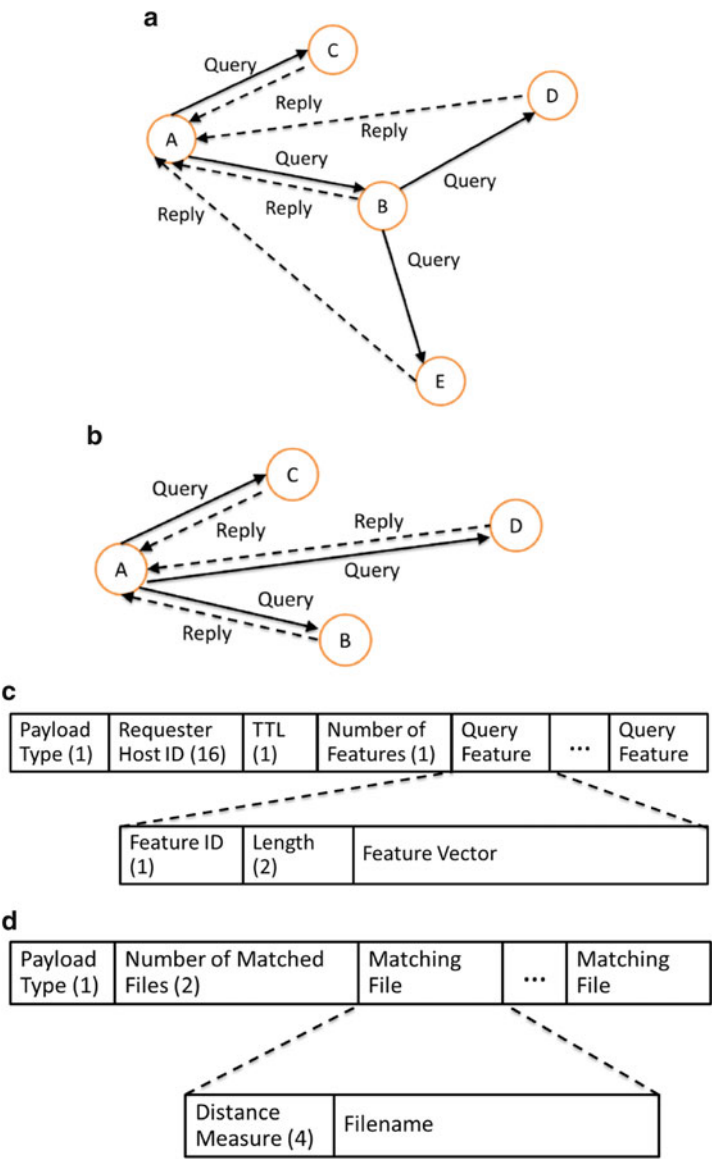 a
C
Query
Reply
D
Reply
A
Query
Query
Reply
B
Reply
Query
E
b
C
Query
Reply
Reply
D
A
Query
Query
Reply
B
c
Payload Type (1)
Requester Host ID (16)
TTL (1)
Number of Features (1)
Query Feature
...
Query Feature
Feature ID (1)
Length (2)
Feature Vector
d
Payload Type (1)
Number of Matched Files (2)
Matching File
...
Matching File
Distance Measure (4)
Filename